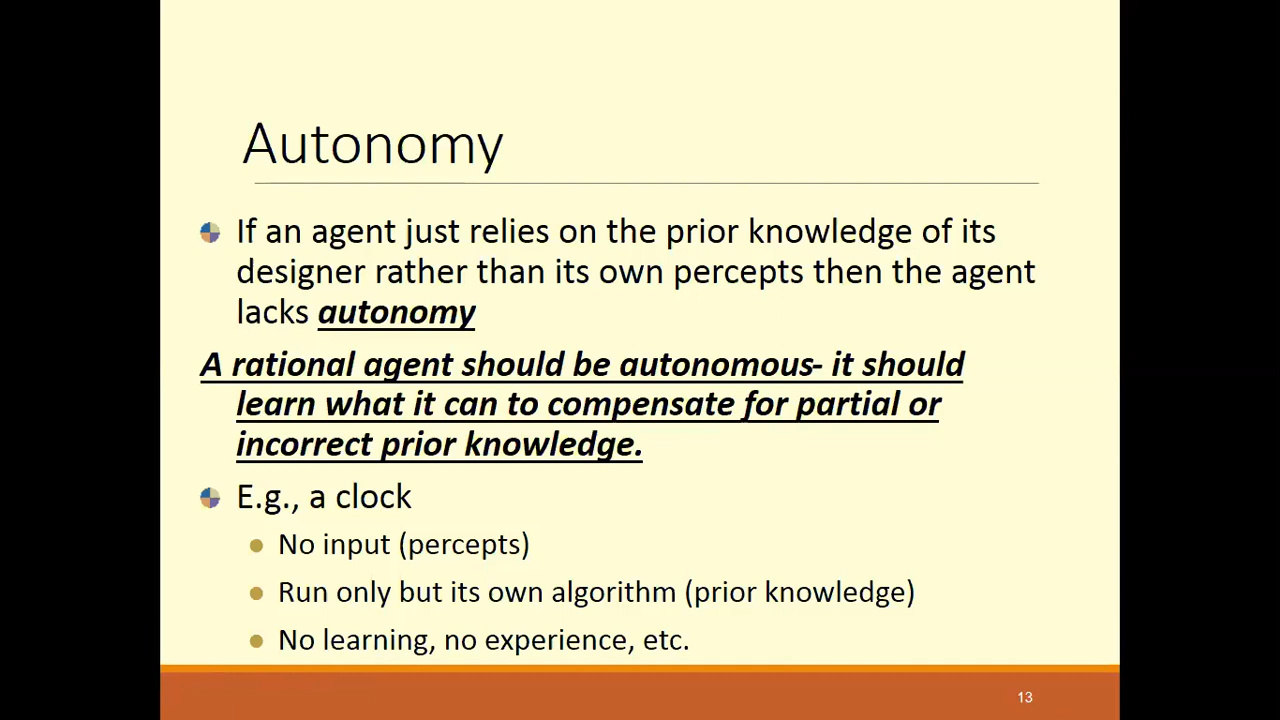 Autonomy
If an agent just relies on the prior knowledge of its
designer rather than its own percepts then the agent
lacks autonomy
A rational agent should be autonomous- it should
learn what it can to compensate for partial or
incorrect prior knowledge.
E.g., a clock
No input (percepts)
Run only but its own algorithm (prior knowledge)
No learning, no experience, etc.
13